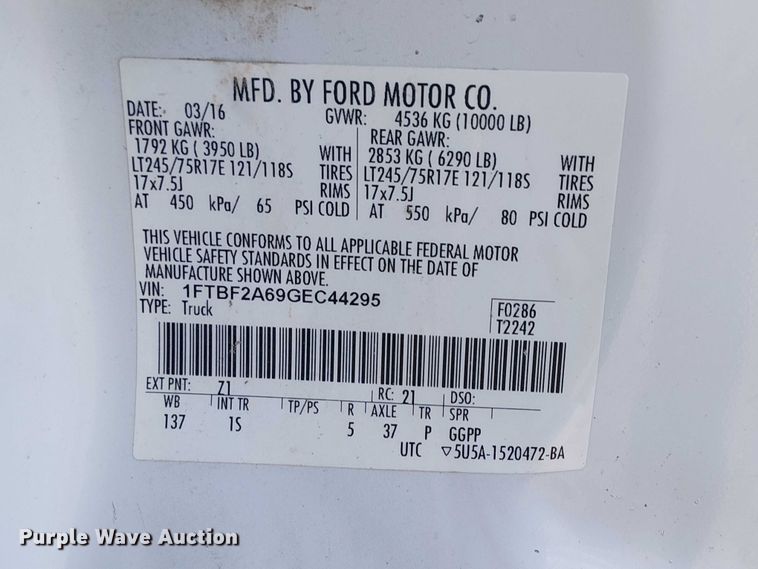 MFD. BY FORD MOTOR CO.
DATE: 03/16 GVWR: 4536 KG (10000 LB)
FRONT GAWR: REAR GAWR:
1792 KG ( 3950 LB) WITH 2853 KG ( 6290 LB) WITH
LT245/75R17E 121/118S TIRES LT245/75R17E 121/118S TIRES
17x7.5J RIMS 17x7.5J RIMS
AT 450 kPa/ 65 PSI COLD AT 550 kPa/ 80 PSI COLD
THIS VEHICLE CONFORMS TO ALL APPLICABLE FEDERAL MOTOR
VEHICLE SAFETY STANDARDS IN EFFECT ON THE DATE OF
MANUFACTURE SHOWN ABOVE.
VIN: 1FTBF2A69GEC44295 F0286
TYPE: Truck T2242
EXT PNT: Z1 RC: 21 DSO:
WB INT TR TP/PS R AXLE TR SPR
137 1S 5 37 P GGPP
UTC ▽5U5A-1520472-BA
Purple Wave Auction